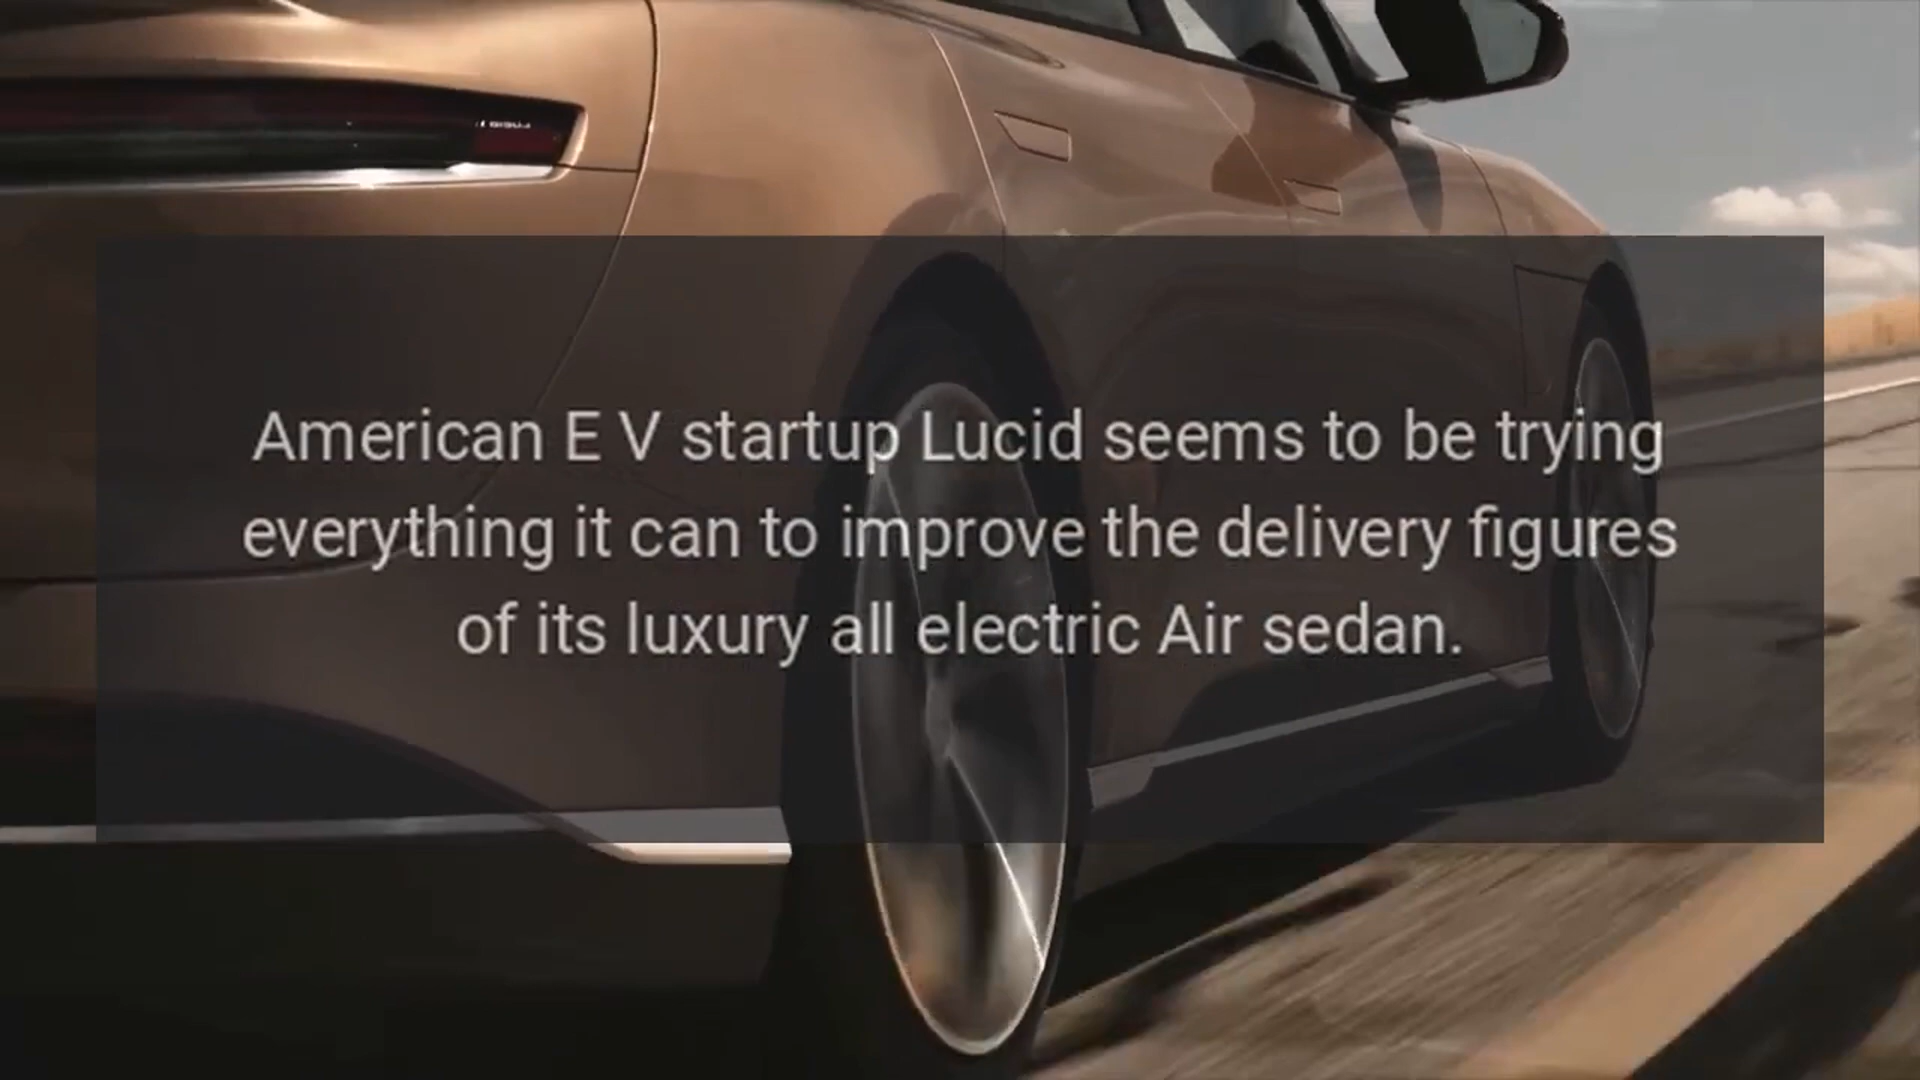 American E V startup Lucid seems to be trying
everything it can to improve the delivery figures
of its luxury all electric Air sedan.